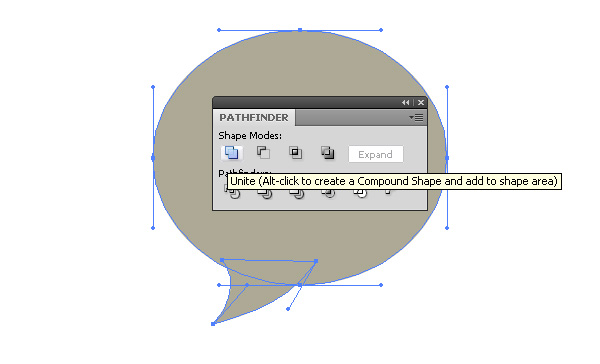 PATHFINDER
Shape Modes:
Expand
Unite (Alt-click to create a Compound Shape and add to shape area)